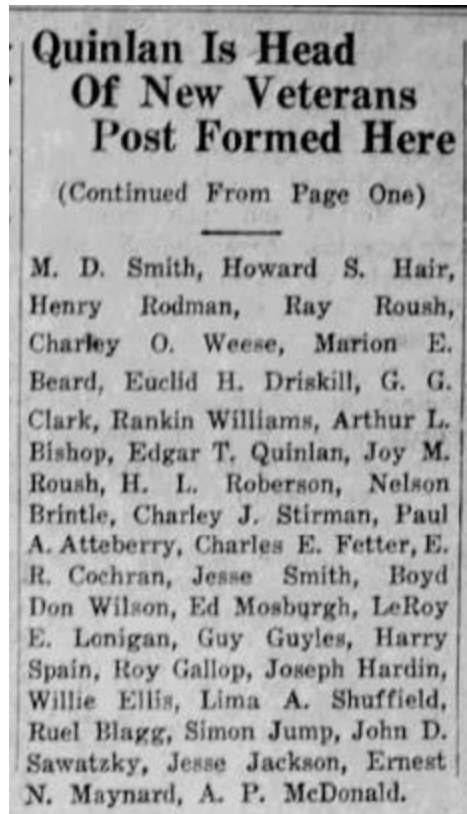 Quinlan Is Head
Of New Veterans
Post Formed Here
(Continued From Page One)
M. D. Smith, Howard S. Hair,
Henry Rodman, Ray Roush,
Charley O. Weese, Marion E.
Beard, Euclid H. Driskill, G. G.
Clark, Rankin Williams, Arthur L.
Bishop, Edgar T. Quinlan, Joy M.
Roush, H. L. Roberson, Nelson
Brintle, Charley J. Stirman, Paul
A. Atteberry, Charles E. Fetter, E.
R. Cochran, Jesse Smith, Boyd
Don Wilson, Ed Mosburgh, LeRoy
E. Lonigan, Guy Guyles, Harry
Spain, Roy Gallop, Joseph Hardin,
Willie Ellis, Lima A. Shuffield,
Ruel Blagg, Simon Jump, John D.
Sawatzky, Jesse Jackson, Ernest
N. Maynard, A. P. McDonald.